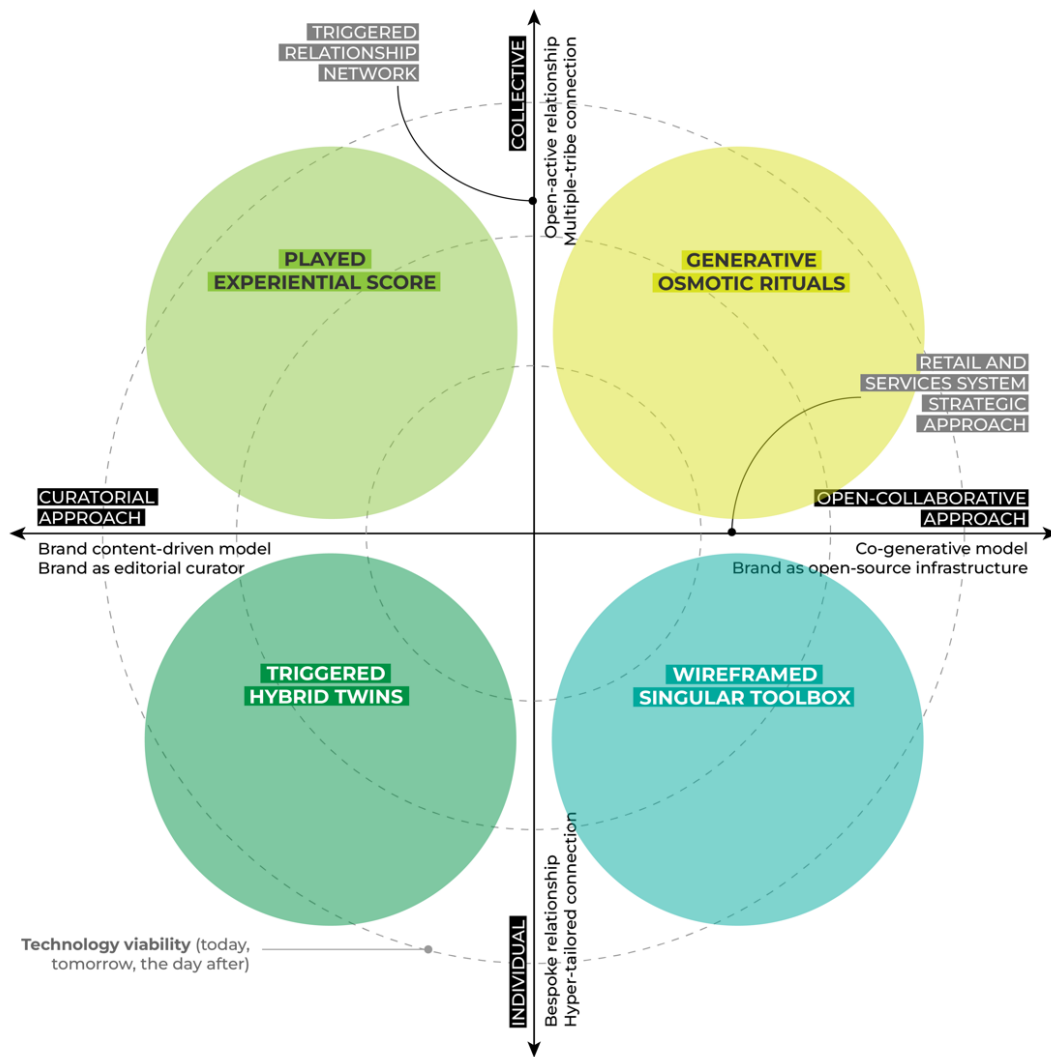 TRIGGERED
RELATIONSHIP
NETWORK
COLLECTIVE
Open-active relationship
Multiple-tribe connection
PLAYED
EXPERIENTIAL SCORE
GENERATIVE
OSMOTIC RITUALS
RETAIL AND
SERVICES SYSTEM
STRATEGIC
APPROACH
CURATORIAL
APPROACH
OPEN-COLLABORATIVE
APPROACH
Brand content-driven model
Brand as editorial curator
Co-generative model
Brand as open-source infrastructure
TRIGGERED
HYBRID TWINS
WIREFRAMED
SINGULAR TOOLBOX
INDIVIDUAL
Bespoke relationship
Hyper-tailored connection
Technology viability (today,
tomorrow, the day after)